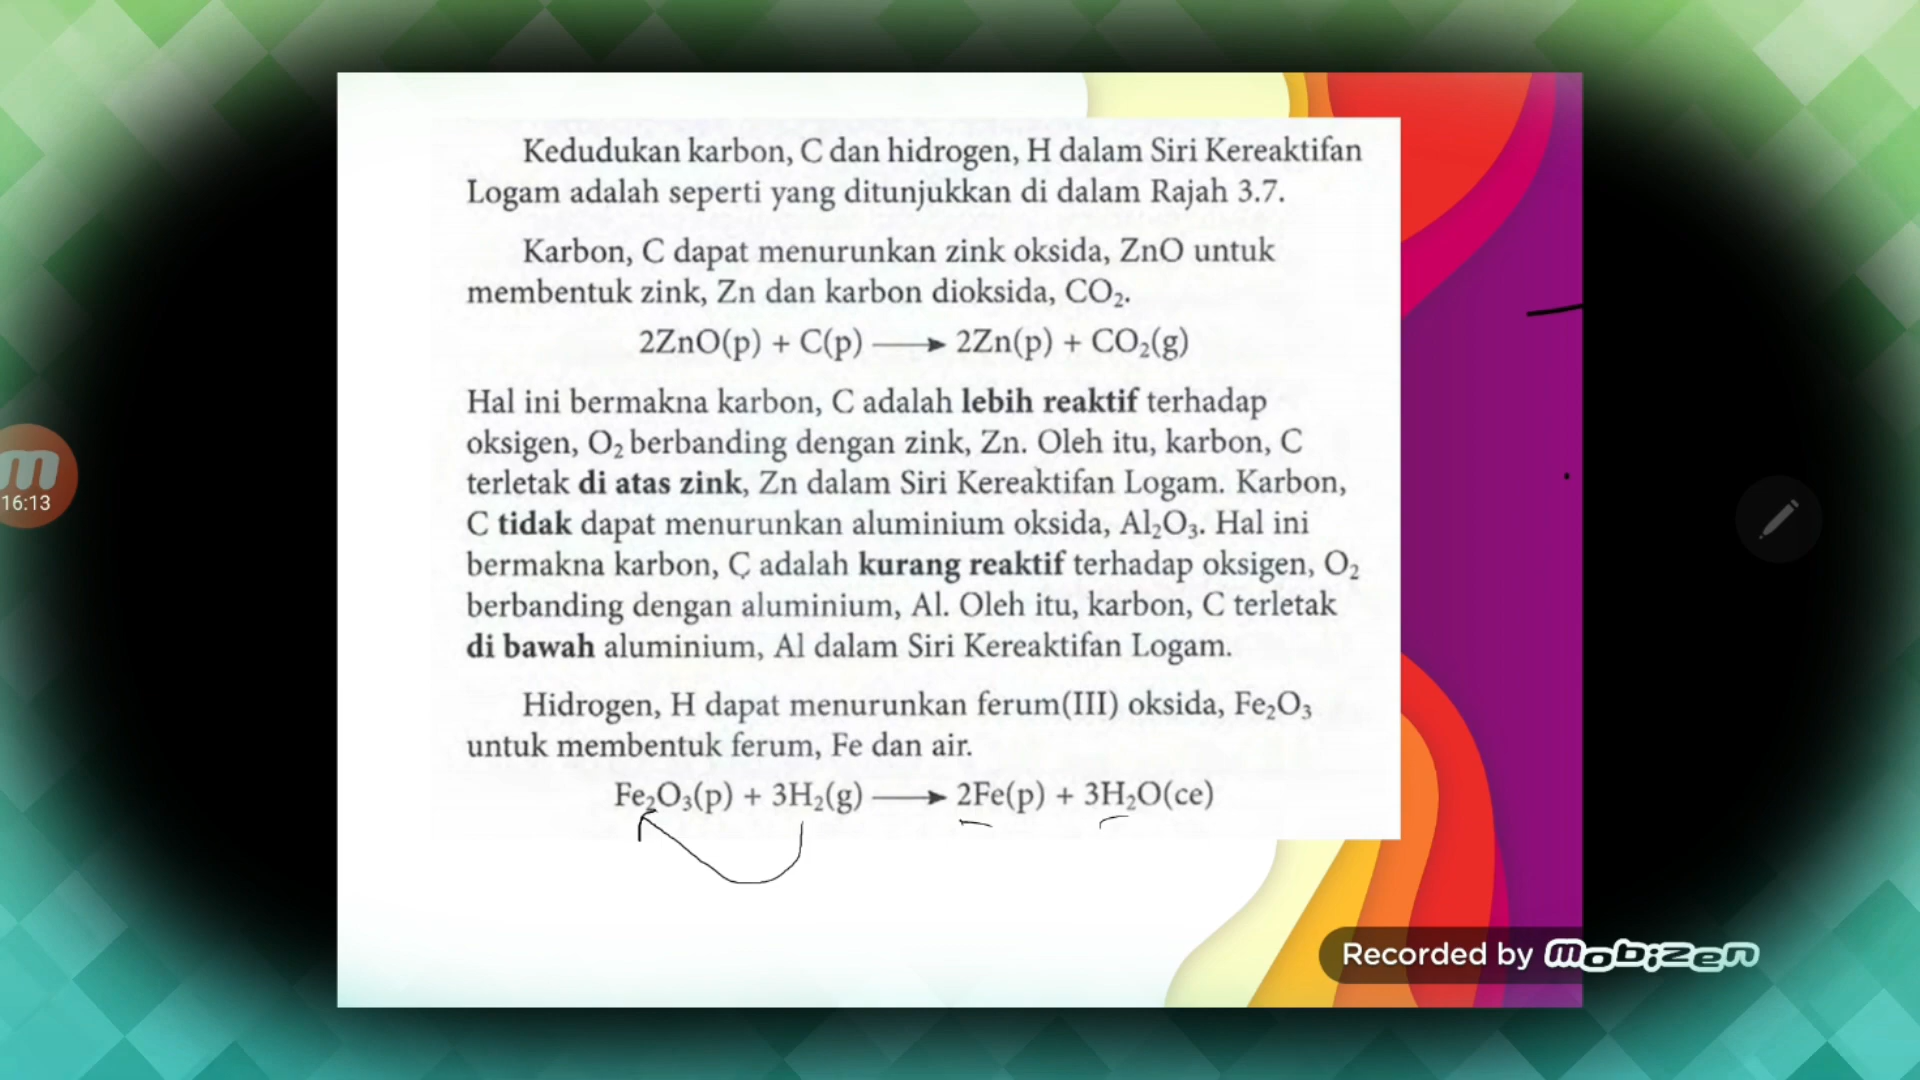 Kedudukan karbon, C dan hidrogen, H dalam Siri Kereaktifan
Logam adalah seperti yang ditunjukkan di dalam Rajah 3.7.
Karbon, C dapat menurunkan zink oksida, ZnO untuk
membentuk zink, Zn dan karbon dioksida, CO₂.
2ZnO(p) + C(p) ⟶ 2Zn(p) + CO₂(g)
Hal ini bermakna karbon, C adalah lebih reaktif terhadap
oksigen, O₂ berbanding dengan zink, Zn. Oleh itu, karbon, C
terletak di atas zink, Zn dalam Siri Kereaktifan Logam. Karbon,
C tidak dapat menurunkan aluminium oksida, Al₂O₃. Hal ini
bermakna karbon, C adalah kurang reaktif terhadap oksigen, O₂
berbanding dengan aluminium, Al. Oleh itu, karbon, C terletak
di bawah aluminium, Al dalam Siri Kereaktifan Logam.
Hidrogen, H dapat menurunkan ferum(III) oksida, Fe₂O₃
untuk membentuk ferum, Fe dan air.
Fe₂O₃(p) + 3H₂(g) ⟶ 2Fe(p) + 3H₂O(ce)
m
16:13
Recorded by mobizen